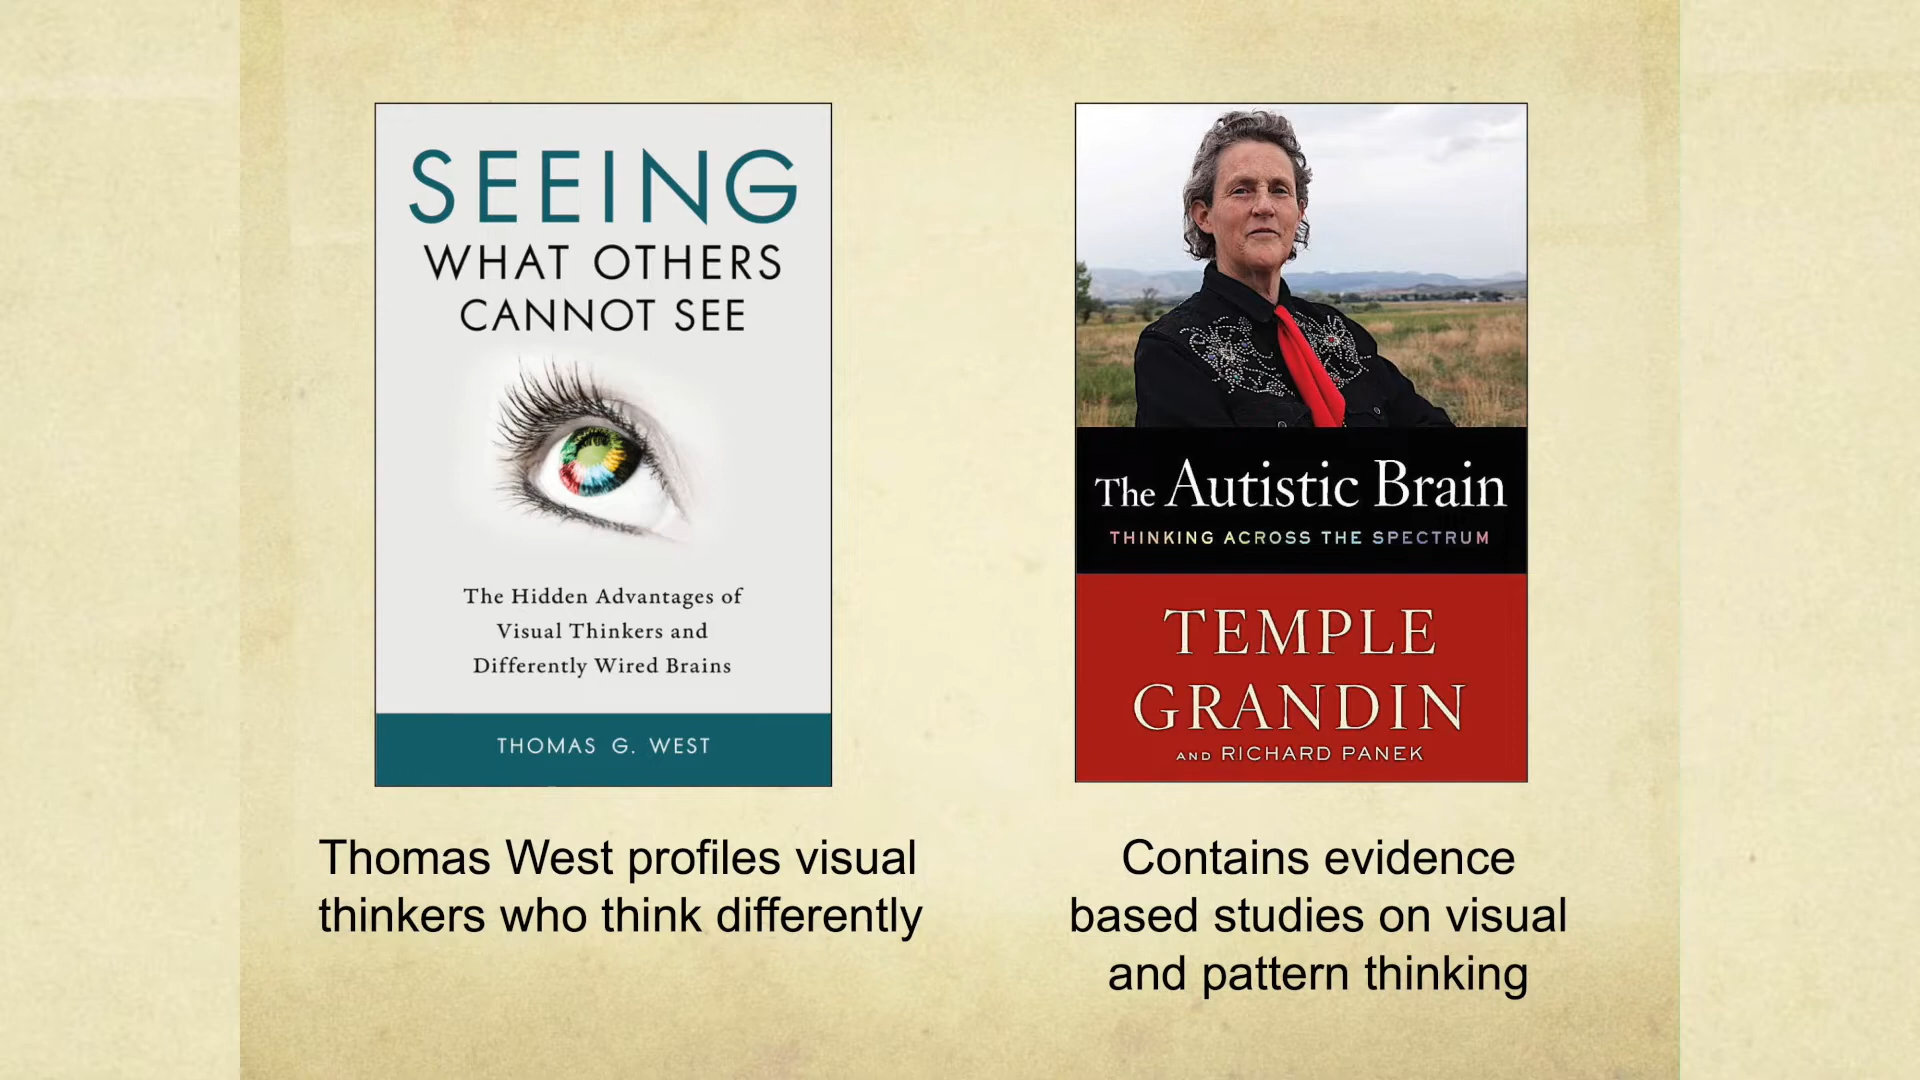 SEEING
WHAT OTHERS
CANNOT SEE
The Hidden Advantages of
Visual Thinkers and
Differently Wired Brains
THOMAS G. WEST
Thomas West profiles visual
thinkers who think differently
The Autistic Brain
THINKING ACROSS THE SPECTRUM
TEMPLE
GRANDIN
AND RICHARD PANEK
Contains evidence
based studies on visual
and pattern thinking